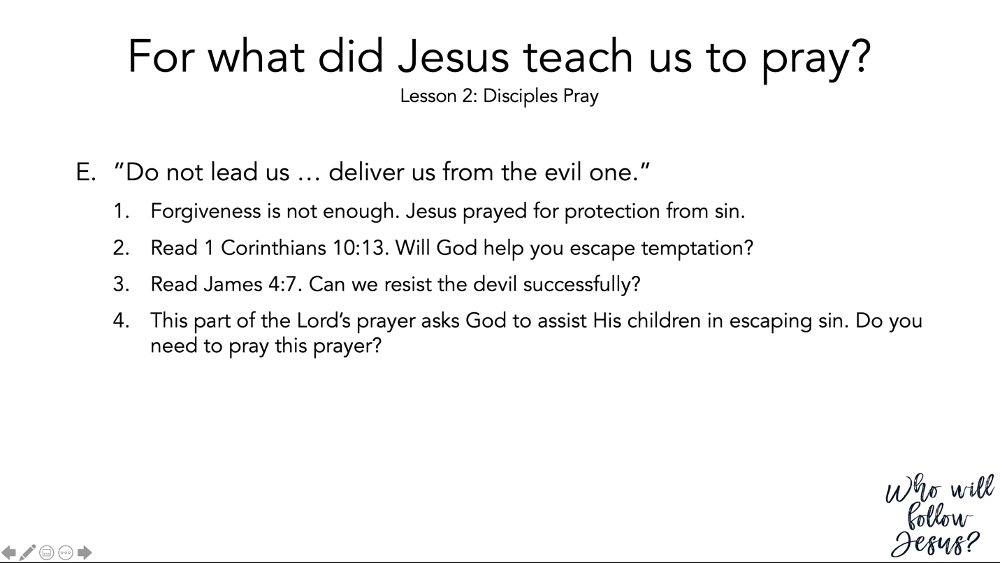 For what did Jesus teach us to pray?
Lesson 2: Disciples Pray
E. ”Do not lead us … deliver us from the evil one.”
1. Forgiveness is not enough. Jesus prayed for protection from sin.
2. Read 1 Corinthians 10:13. Will God help you escape temptation?
3. Read James 4:7. Can we resist the devil successfully?
4. This part of the Lord’s prayer asks God to assist His children in escaping sin. Do you
need to pray this prayer?
Who will
follow
Jesus?